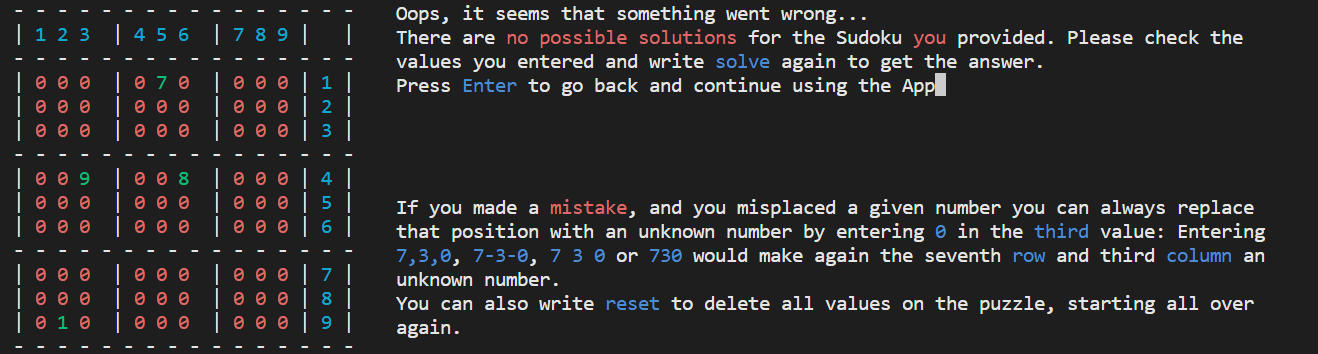 - - - - - - - - - - - - - - - -
| 1 2 3 | 4 5 6 | 7 8 9 |   |
- - - - - - - - - - - - - - - -
| 0 0 0 | 0 7 0 | 0 0 0 | 1 |
| 0 0 0 | 0 0 0 | 0 0 0 | 2 |
| 0 0 0 | 0 0 0 | 0 0 0 | 3 |
- - - - - - - - - - - - - - - -
| 0 0 9 | 0 0 8 | 0 0 0 | 4 |
| 0 0 0 | 0 0 0 | 0 0 0 | 5 |
| 0 0 0 | 0 0 0 | 0 0 0 | 6 |
- - - - - - - - - - - - - - - -
| 0 0 0 | 0 0 0 | 0 0 0 | 7 |
| 0 0 0 | 0 0 0 | 0 0 0 | 8 |
| 0 1 0 | 0 0 0 | 0 0 0 | 9 |
- - - - - - - - - - - - - - - -
Oops, it seems that something went wrong...
There are no possible solutions for the Sudoku you provided. Please check the
values you entered and write solve again to get the answer.
Press Enter to go back and continue using the App
If you made a mistake, and you misplaced a given number you can always replace
that position with an unknown number by entering 0 in the third value: Entering
7,3,0, 7-3-0, 7 3 0 or 730 would make again the seventh row and third column an
unknown number.
You can also write reset to delete all values on the puzzle, starting all over
again.